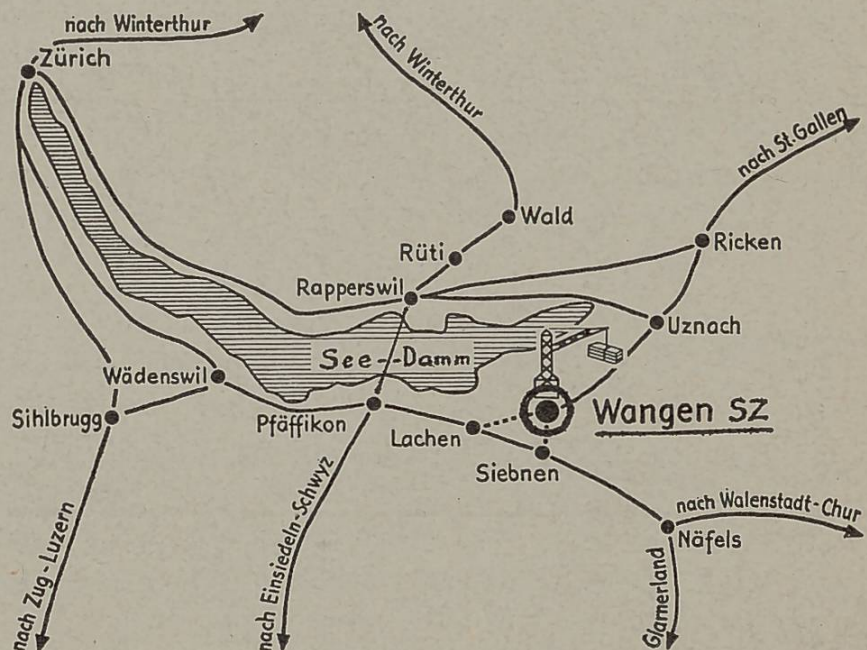 nach Winterthur
nach Winterthur
Zürich
nach St.Gallen
Wald
Rüti
Ricken
Rapperswil
Uznach
See--Damm
Wädenswil
Sihlbrugg
Pfäffikon
Wangen SZ
Lachen
Siebnen
nach Walenstadt-Chur
Näfels
nach Zug-Luzern
nach Einsiedeln-Schwyz
Glarnerland